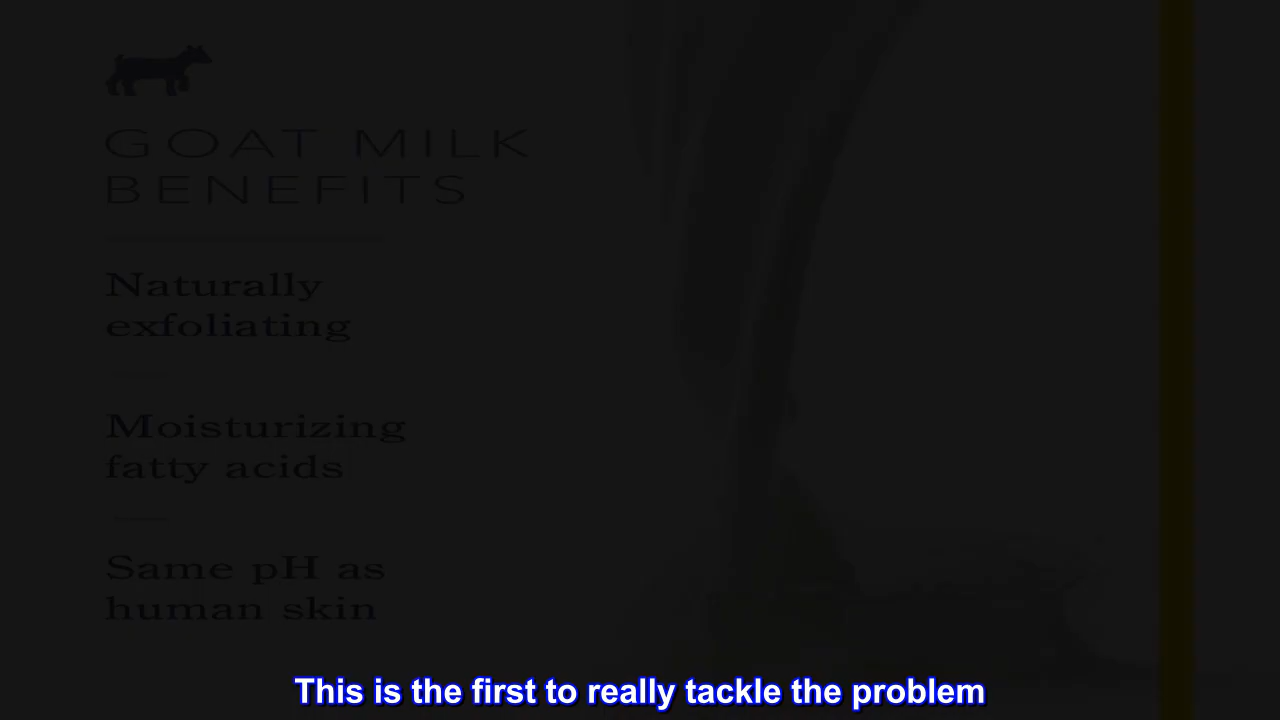 GOAT MILK
BENEFITS
Naturally
exfoliating
Moisturizing
fatty acids
Same pH as
human skin
This is the first to really tackle the problem